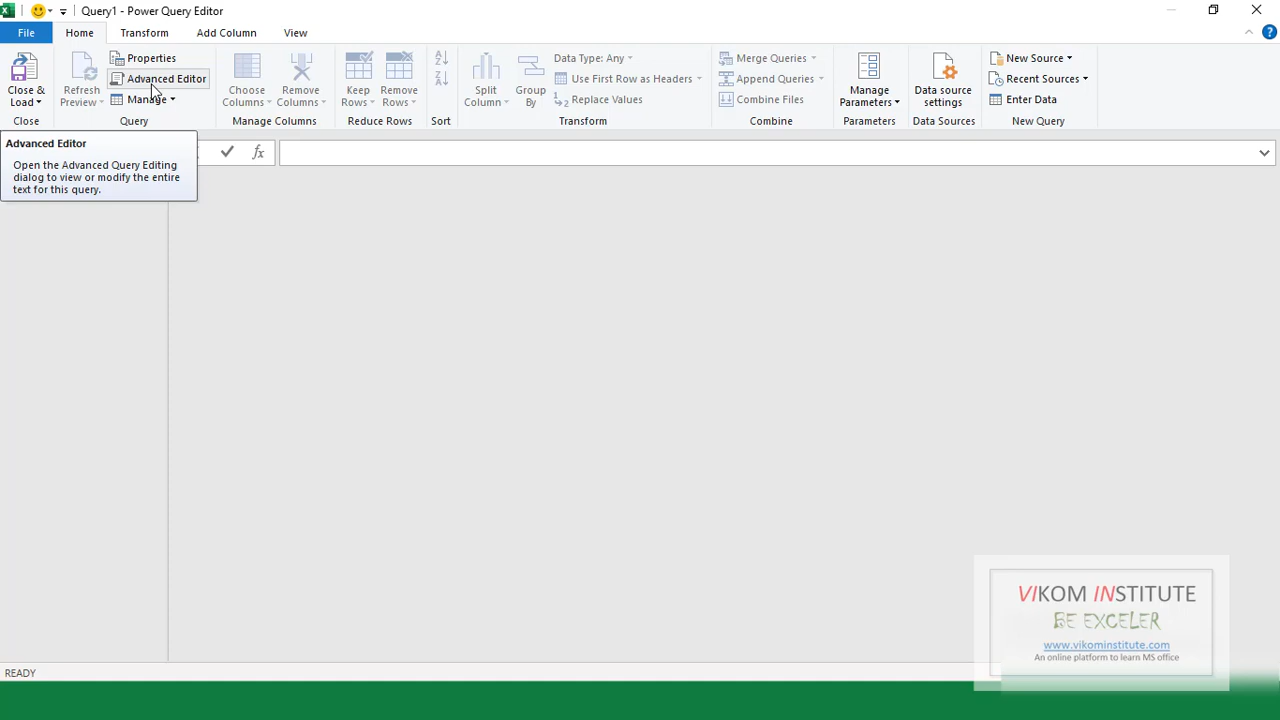 Query1 - Power Query Editor
File Home Transform Add Column View
Close & Load
Refresh Preview
Properties
Advanced Editor
Manage
Choose Columns
Remove Columns
Keep Rows
Remove Rows
Split Column
Group By
Data Type: Any
Use First Row as Headers
Replace Values
Merge Queries
Append Queries
Combine Files
Manage Parameters
Data source settings
New Source
Recent Sources
Enter Data
Close Query Manage Columns Reduce Rows Sort Transform Combine Parameters Data Sources New Query
Advanced Editor
Open the Advanced Query Editing
dialog to view or modify the entire
text for this query.
fx
READY
VIKOM INSTITUTE
BE EXCELER
www.vikominstitute.com
An online platform to learn MS office